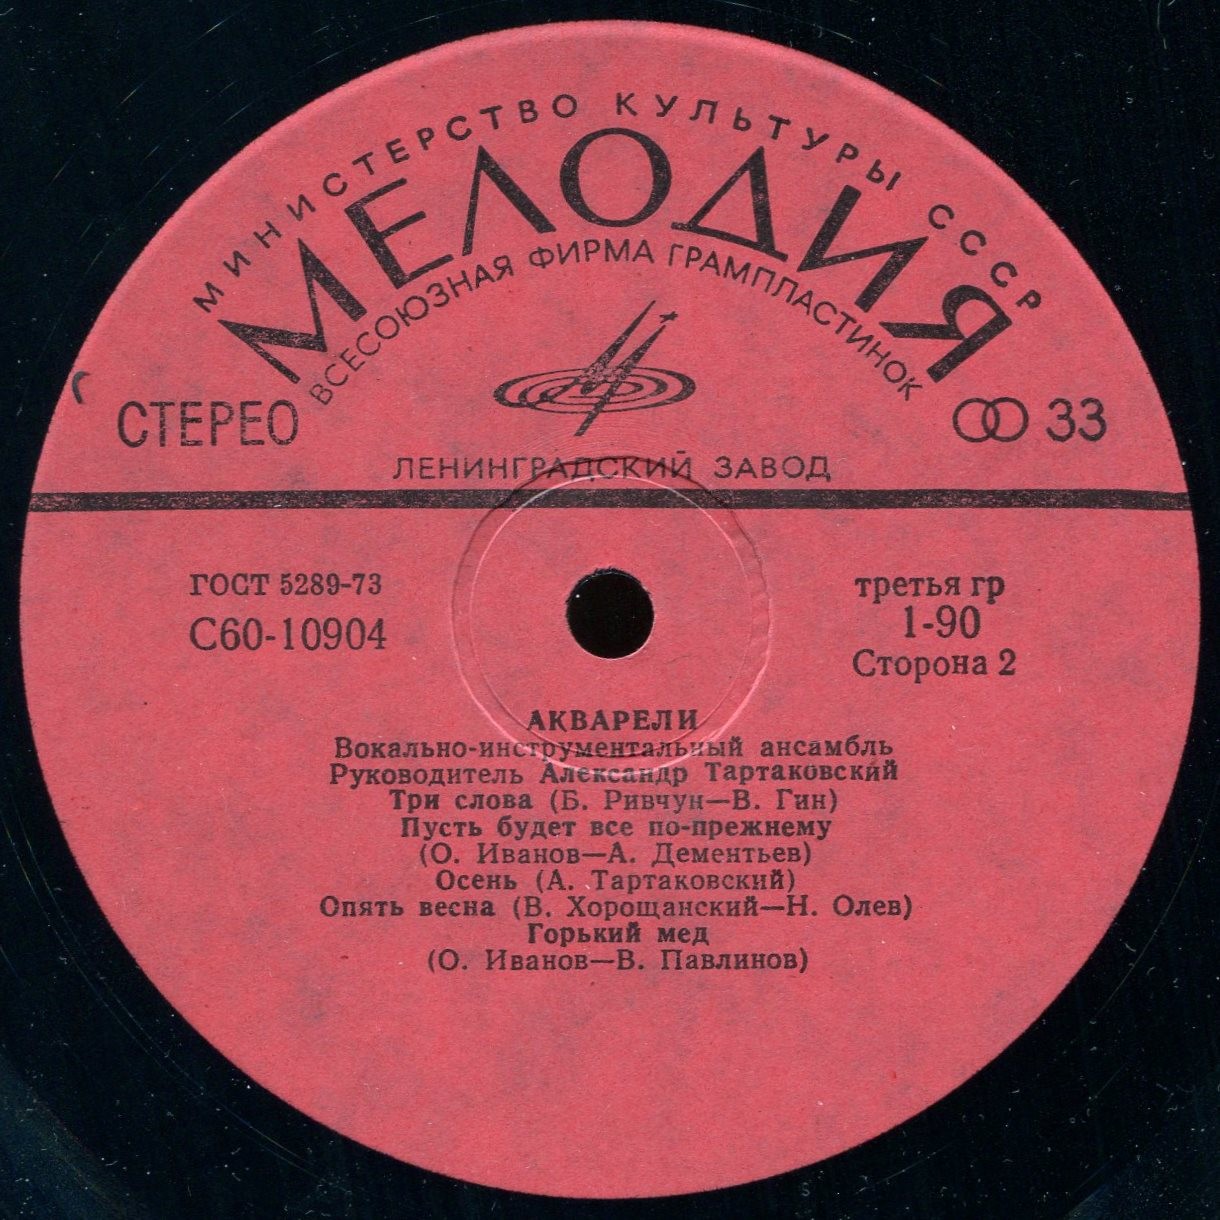 МИНИСТЕРСТВО КУЛЬТУРЫ СССР
МЕЛОДИЯ
ВСЕСОЮЗНАЯ ФИРМА ГРАМПЛАСТИНОК
СТЕРЕО
33
ЛЕНИНГРАДСКИЙ ЗАВОД
ГОСТ 5289-73
С60-10904
третья гр
1-90
Сторона 2
АКВАРЕЛИ
Вокально-инструментальный ансамбль
Руководитель Александр Тартаковский
Три слова (Б. Ривчун—В. Гин)
Пусть будет все по-прежнему
(О. Иванов—А. Дементьев)
Осень (А. Тартаковский)
Опять весна (В. Хорощанский—Н. Олев)
Горький мед
(О. Иванов—В. Павлинов)